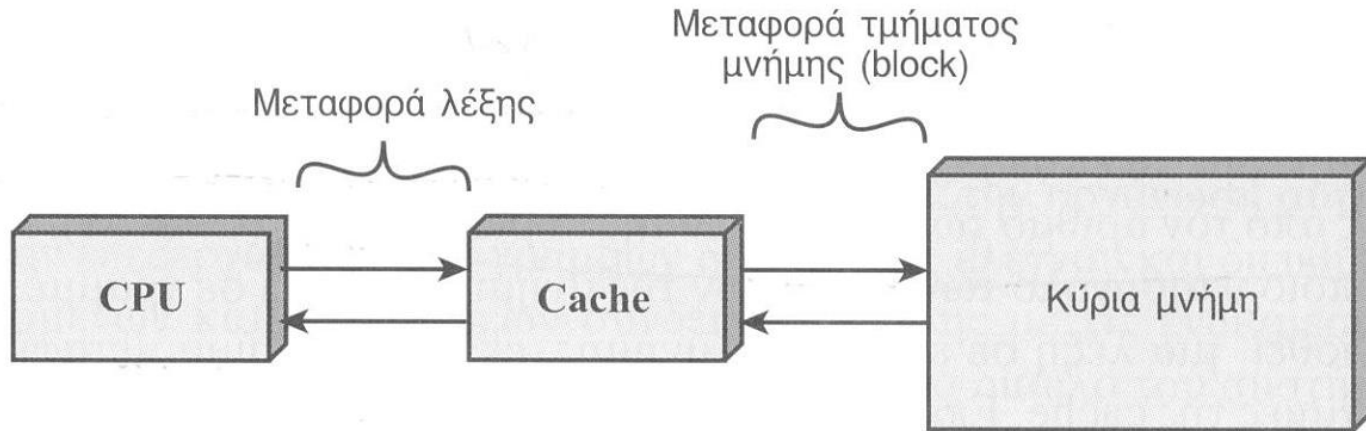 Μεταφορά τμήματος
μνήμης (block)
Μεταφορά λέξης
CPU
Cache
Κύρια μνήμη